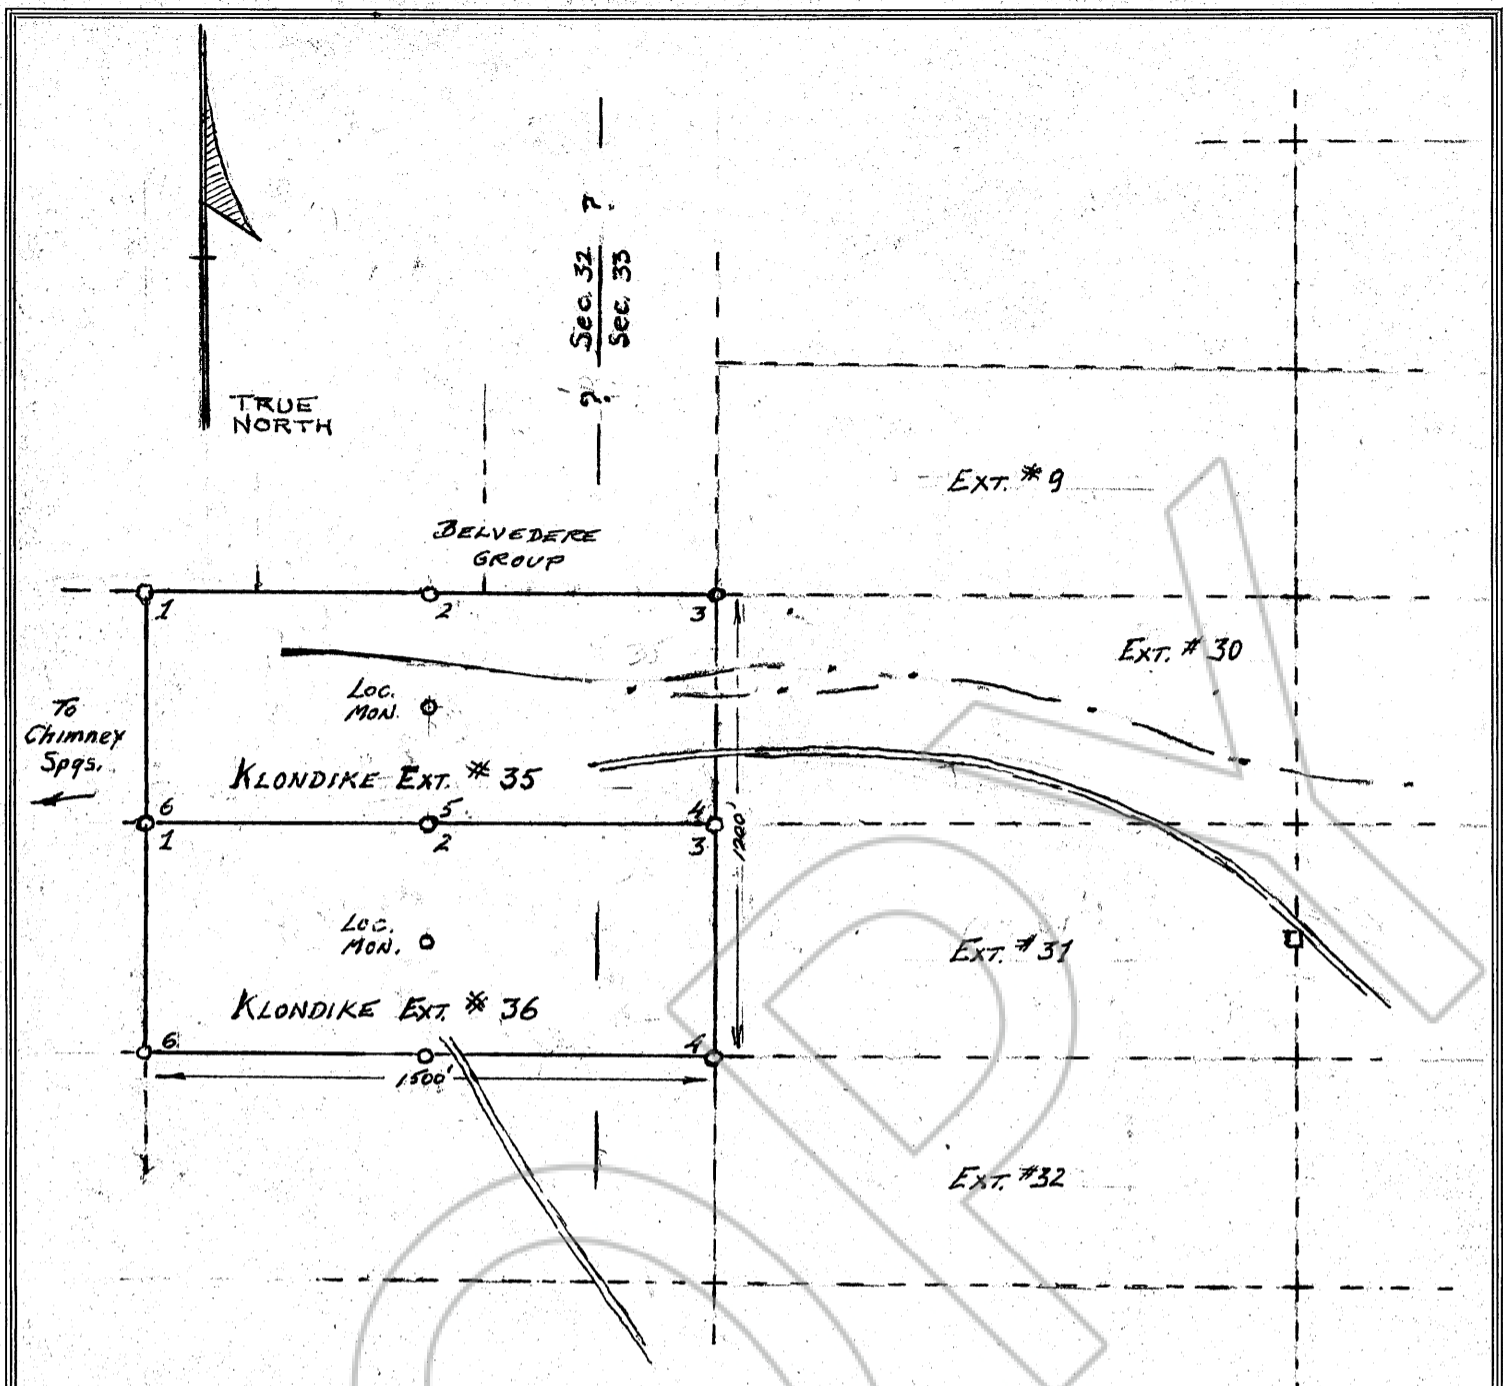 TRUE
NORTH
? Sec. 32 ?
Sec. 33
BELVEDERE
GROUP
EXT. # 9
1
2
3
EXT. # 30
LOC.
MON.
To
Chimney
Spgs.
KLONDIKE EXT. # 35
6
5
4
1
2
3
1200'
LOC.
MON.
EXT. # 31
KLONDIKE EXT. # 36
6
4
1500'
EXT. #32
COPY